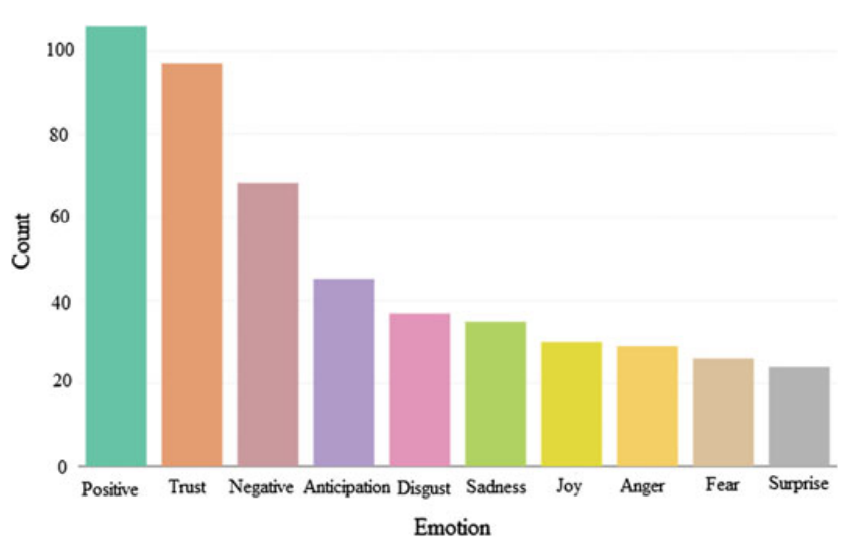 100
80
60
40
20
0
Count
Positive Trust Negative Anticipation Disgust Sadness Joy Anger Fear Surprise
Emotion